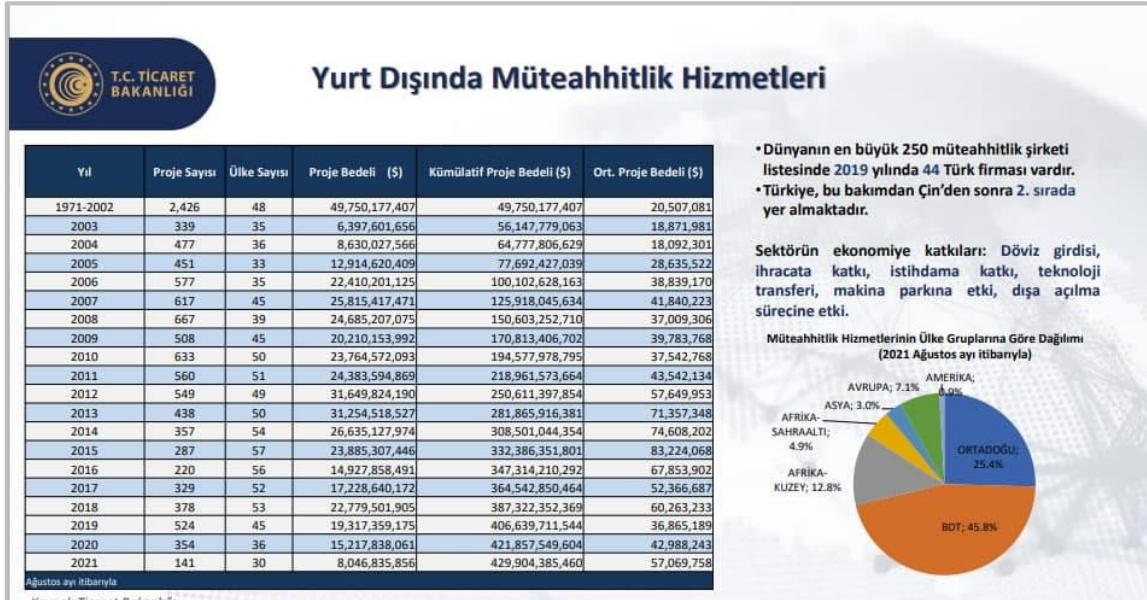 T.C. TİCARET
BAKANLIĞI
Yurt Dışında Müteahhitlik Hizmetleri
Yıl Proje Sayısı Ülke Sayısı Proje Bedeli ($) Kümülatif Proje Bedeli ($) Ort. Proje Bedeli ($)
1971-2002 2,426 48 49,750,177,407 49,750,177,407 20,507,081
2003 339 35 6,397,601,656 56,147,779,063 18,871,981
2004 477 36 8,630,027,566 64,777,806,629 18,092,301
2005 451 33 12,914,620,409 77,692,427,039 28,635,522
2006 577 35 22,410,201,125 100,102,628,163 38,839,170
2007 617 45 25,815,417,471 125,918,045,634 41,840,223
2008 667 39 24,685,207,075 150,603,252,710 37,009,306
2009 508 45 20,210,153,992 170,813,406,702 39,783,768
2010 633 50 23,764,572,093 194,577,978,795 37,542,768
2011 560 51 24,383,594,869 218,961,573,664 43,542,134
2012 549 49 31,649,824,190 250,611,397,854 57,649,953
2013 438 50 31,254,518,527 281,865,916,381 71,357,348
2014 357 54 26,635,127,974 308,501,044,354 74,608,202
2015 287 57 23,885,307,446 332,386,351,801 83,224,068
2016 220 56 14,927,858,491 347,314,210,292 67,853,902
2017 329 52 17,228,640,172 364,542,850,464 52,366,687
2018 378 53 22,779,501,905 387,322,352,369 60,263,233
2019 524 45 19,317,359,175 406,639,711,544 36,865,189
2020 354 36 15,217,838,061 421,857,549,604 42,988,243
2021 141 30 8,046,835,856 429,904,385,460 57,069,758
Ağustos ayı itibarıyla
•Dünyanın en büyük 250 müteahhitlik şirketi
listesinde 2019 yılında 44 Türk firması vardır.
•Türkiye, bu bakımdan Çin'den sonra 2. sırada
yer almaktadır.
Sektörün ekonomiye katkıları: Döviz girdisi,
ihracata katkı, istihdama katkı, teknoloji
transferi, makina parkına etki, dışa açılma
sürecine etki.
Müteahhitlik Hizmetlerinin Ülke Gruplarına Göre Dağılımı
(2021 Ağustos ayı itibarıyla)
AMERİKA;
0.9%
AVRUPA; 7.1%
ASYA; 3.0%
AFRİKA-
SAHRAALTI;
4.9%
AFRİKA-
KUZEY; 12.8%
ORTADOĞU;
25.4%
BDT; 45.8%